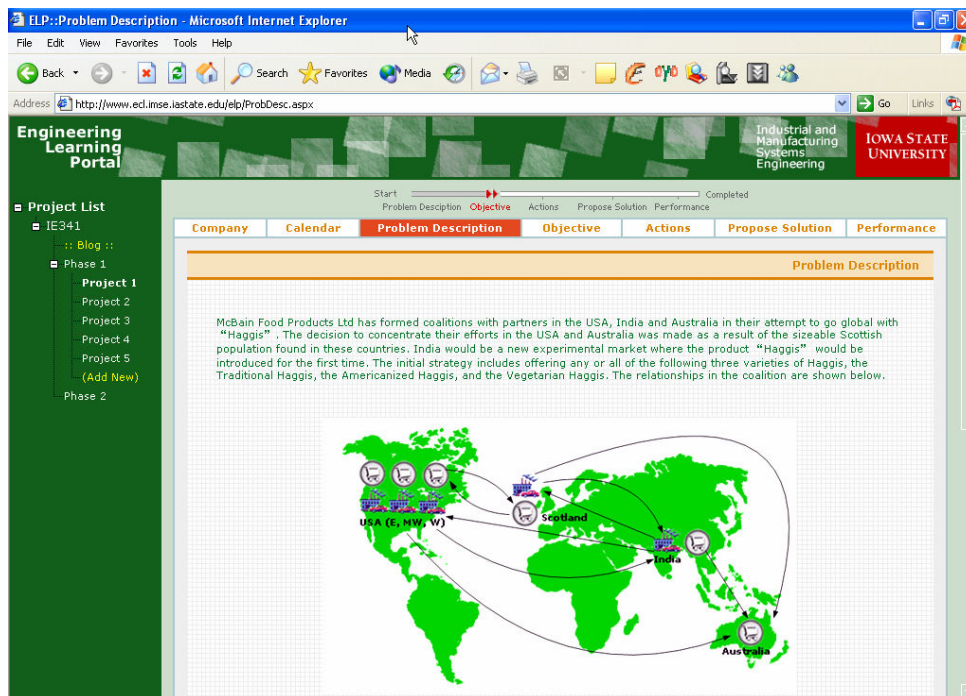 ELP::Problem Description - Microsoft Internet Explorer
File Edit View Favorites Tools Help
Back Search Favorites Media
Address http://www.ecl.imse.iastate.edu/elp/ProbDesc.aspx Go Links
Engineering
Learning
Portal
Industrial and
Manufacturing
Systems
Engineering
IOWA STATE
UNIVERSITY
Start Completed
Problem Desciption Objective Actions Propose Solution Performance
Project List
IE341
:: Blog ::
Phase 1
Project 1
Project 2
Project 3
Project 4
Project 5
(Add New)
Phase 2
Company Calendar Problem Description Objective Actions Propose Solution Performance
Problem Description
McBain Food Products Ltd has formed coalitions with partners in the USA, India and Australia in their attempt to go global with
“Haggis” . The decision to concentrate their efforts in the USA and Australia was made as a result of the sizeable Scottish
population found in these countries. India would be a new experimental market where the product “Haggis” would be
introduced for the first time. The initial strategy includes offering any or all of the following three varieties of Haggis, the
Traditional Haggis, the Americanized Haggis, and the Vegetarian Haggis. The relationships in the coalition are shown below.
USA (E, MW, W)
Scotland
India
Australia